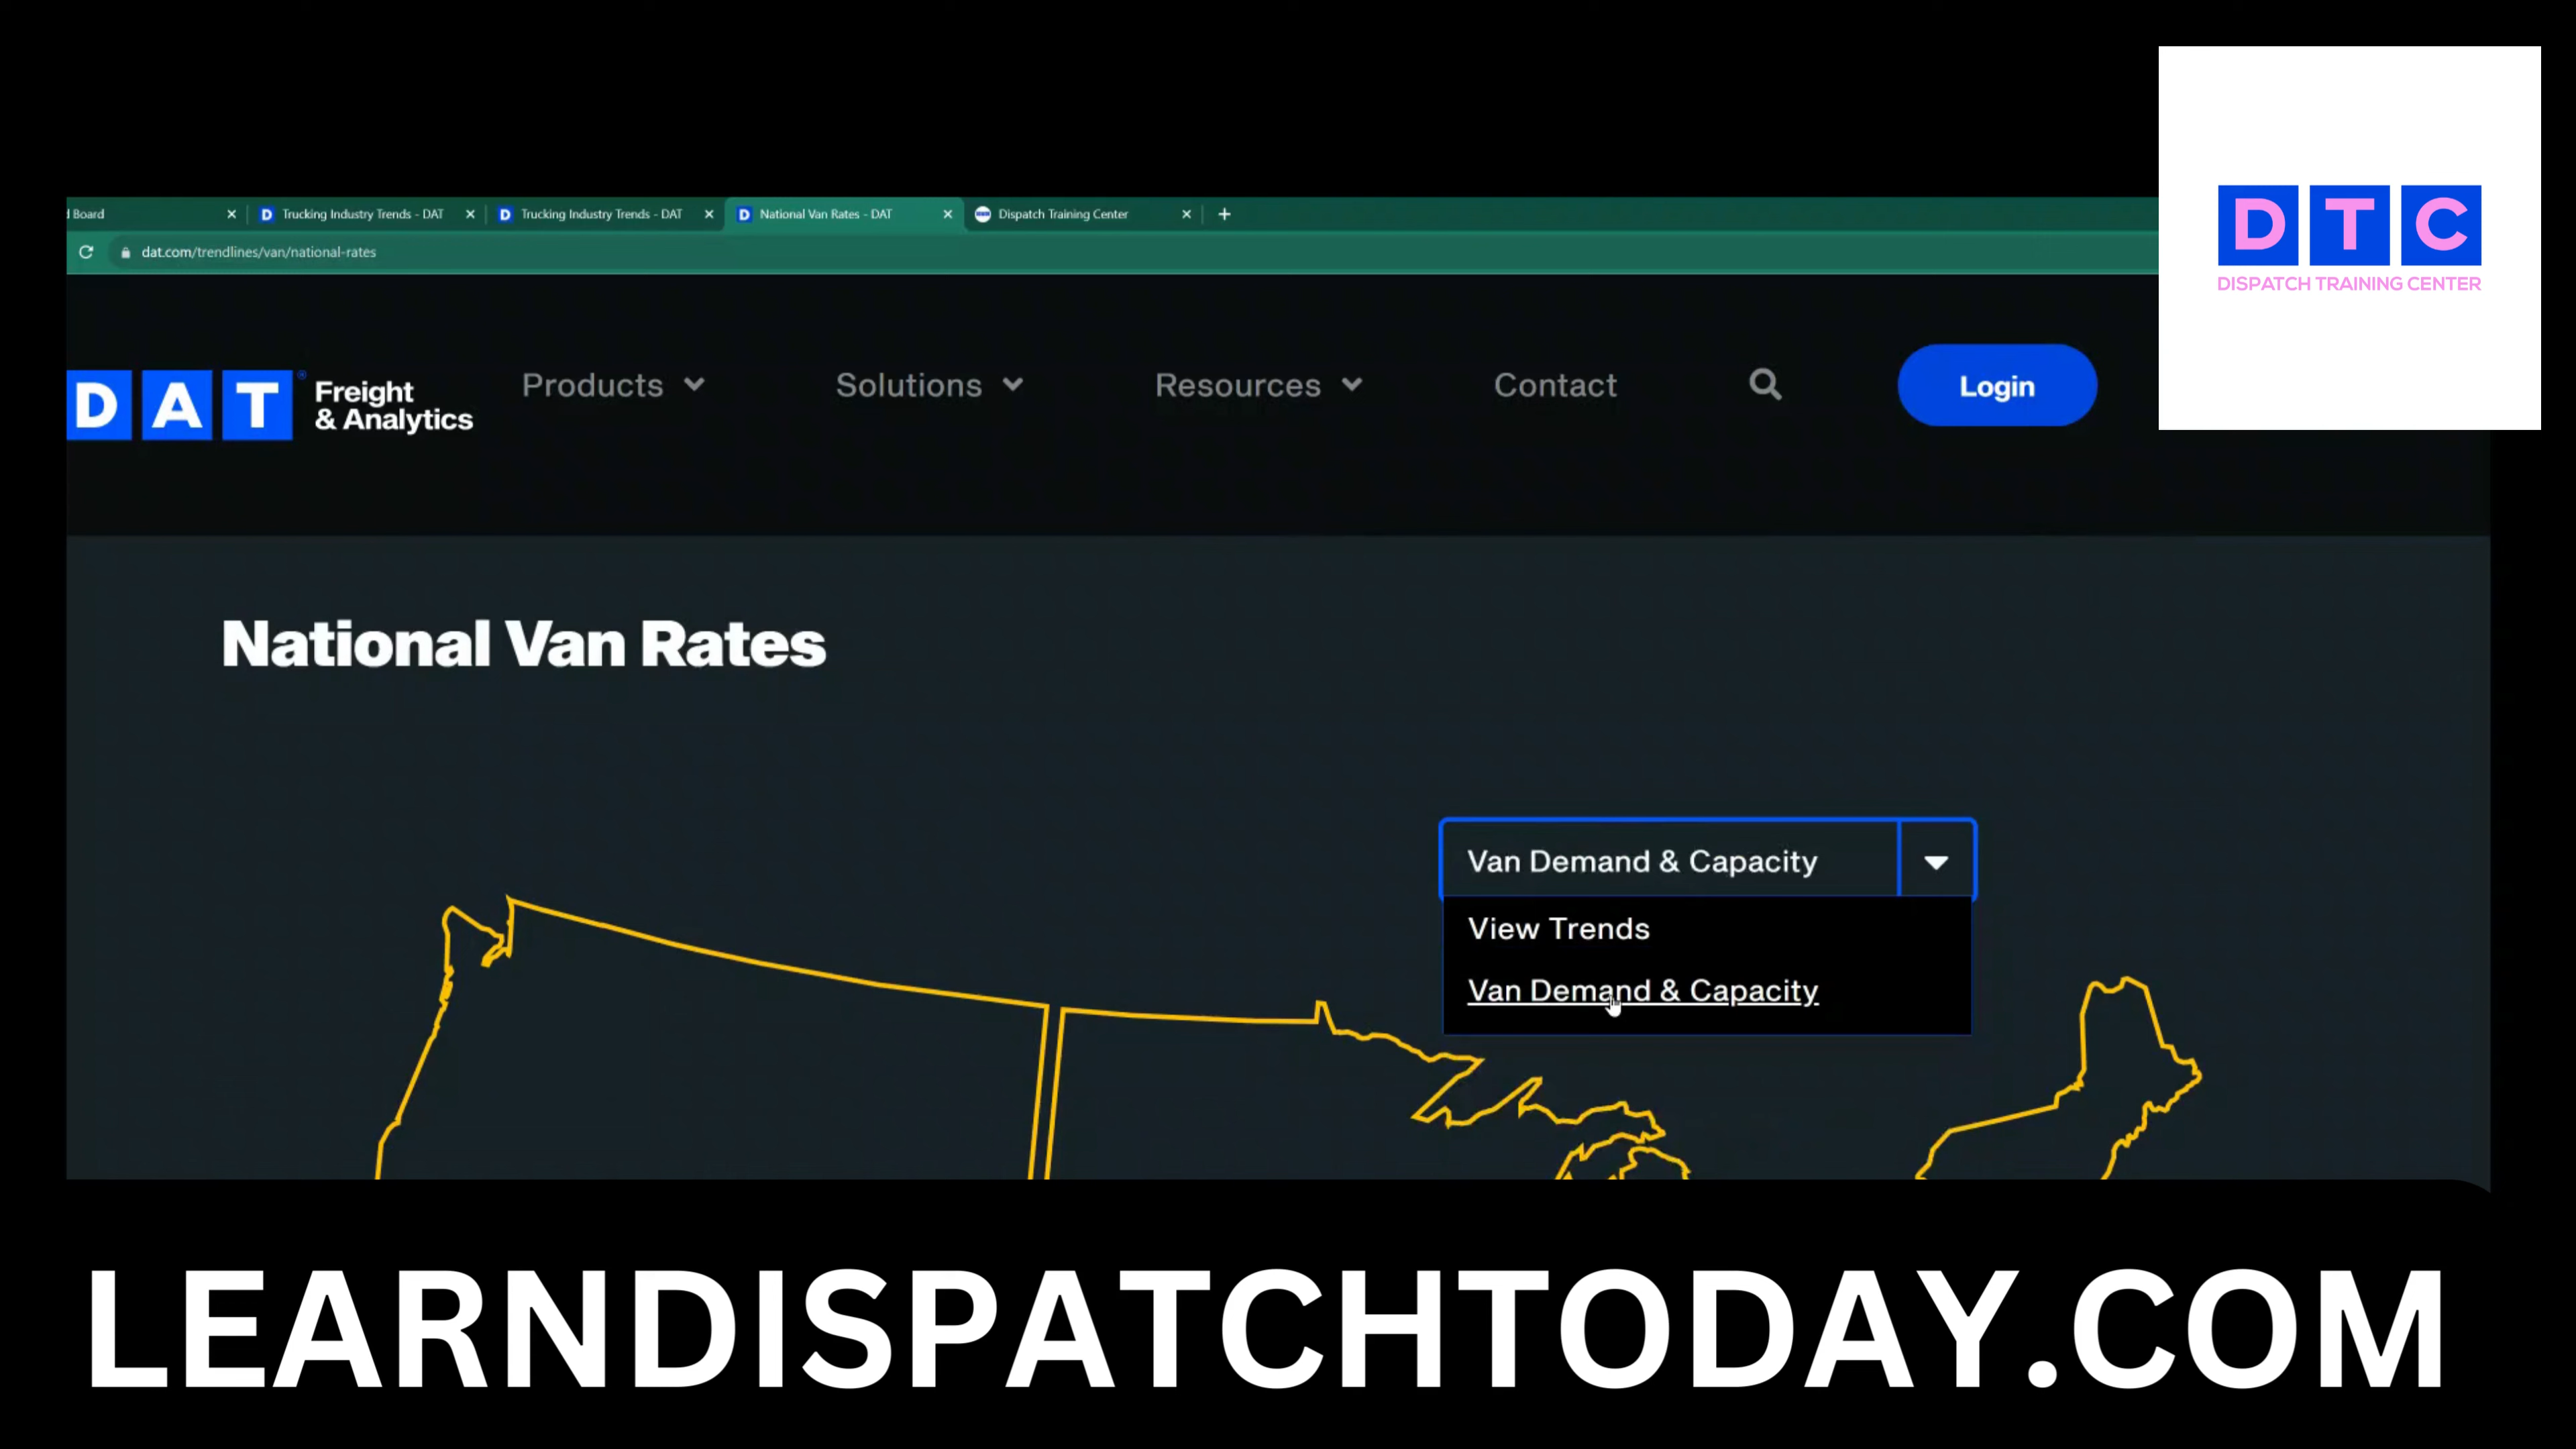 d Board
Trucking Industry Trends - DAT
Trucking Industry Trends - DAT
National Van Rates - DAT
Dispatch Training Center
dat.com/trendlines/van/national-rates
DTC
DISPATCH TRAINING CENTER
DAT® Freight
& Analytics
Products
Solutions
Resources
Contact
Login
National Van Rates
Van Demand & Capacity
View Trends
Van Demand & Capacity
LEARNDISPATCHTODAY.COM